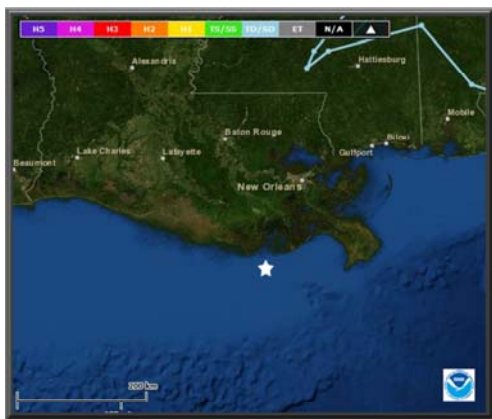 H5 H4 H3 H2 H1 TS/SS TD/SD ET N/A
Hattiesburg
Alexandria
Mobile
Baton Rouge
Biloxi
Gulfport
Lake Charles
Lafayette
Beaumont
New Orleans
200 km